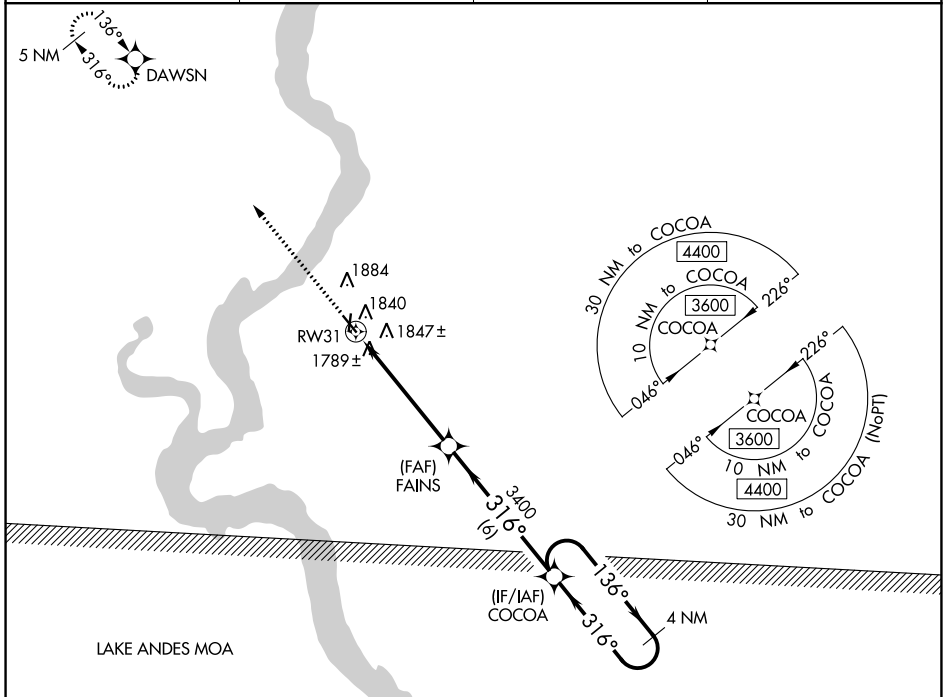 136°
5 NM
316°
DAWSN
30 NM to COCOA
4400
10 NM to COCOA
3600
226°
COCOA
046°
1884
1840
RW31
1847±
1789±
226°
COCOA
046°
3600
10 NM to COCOA
4400
30 NM to COCOA (NoPT)
(FAF)
FAINS
3400
316°
(6)
136°
(IF/IAF)
COCOA
316°
4 NM
LAKE ANDES MOA